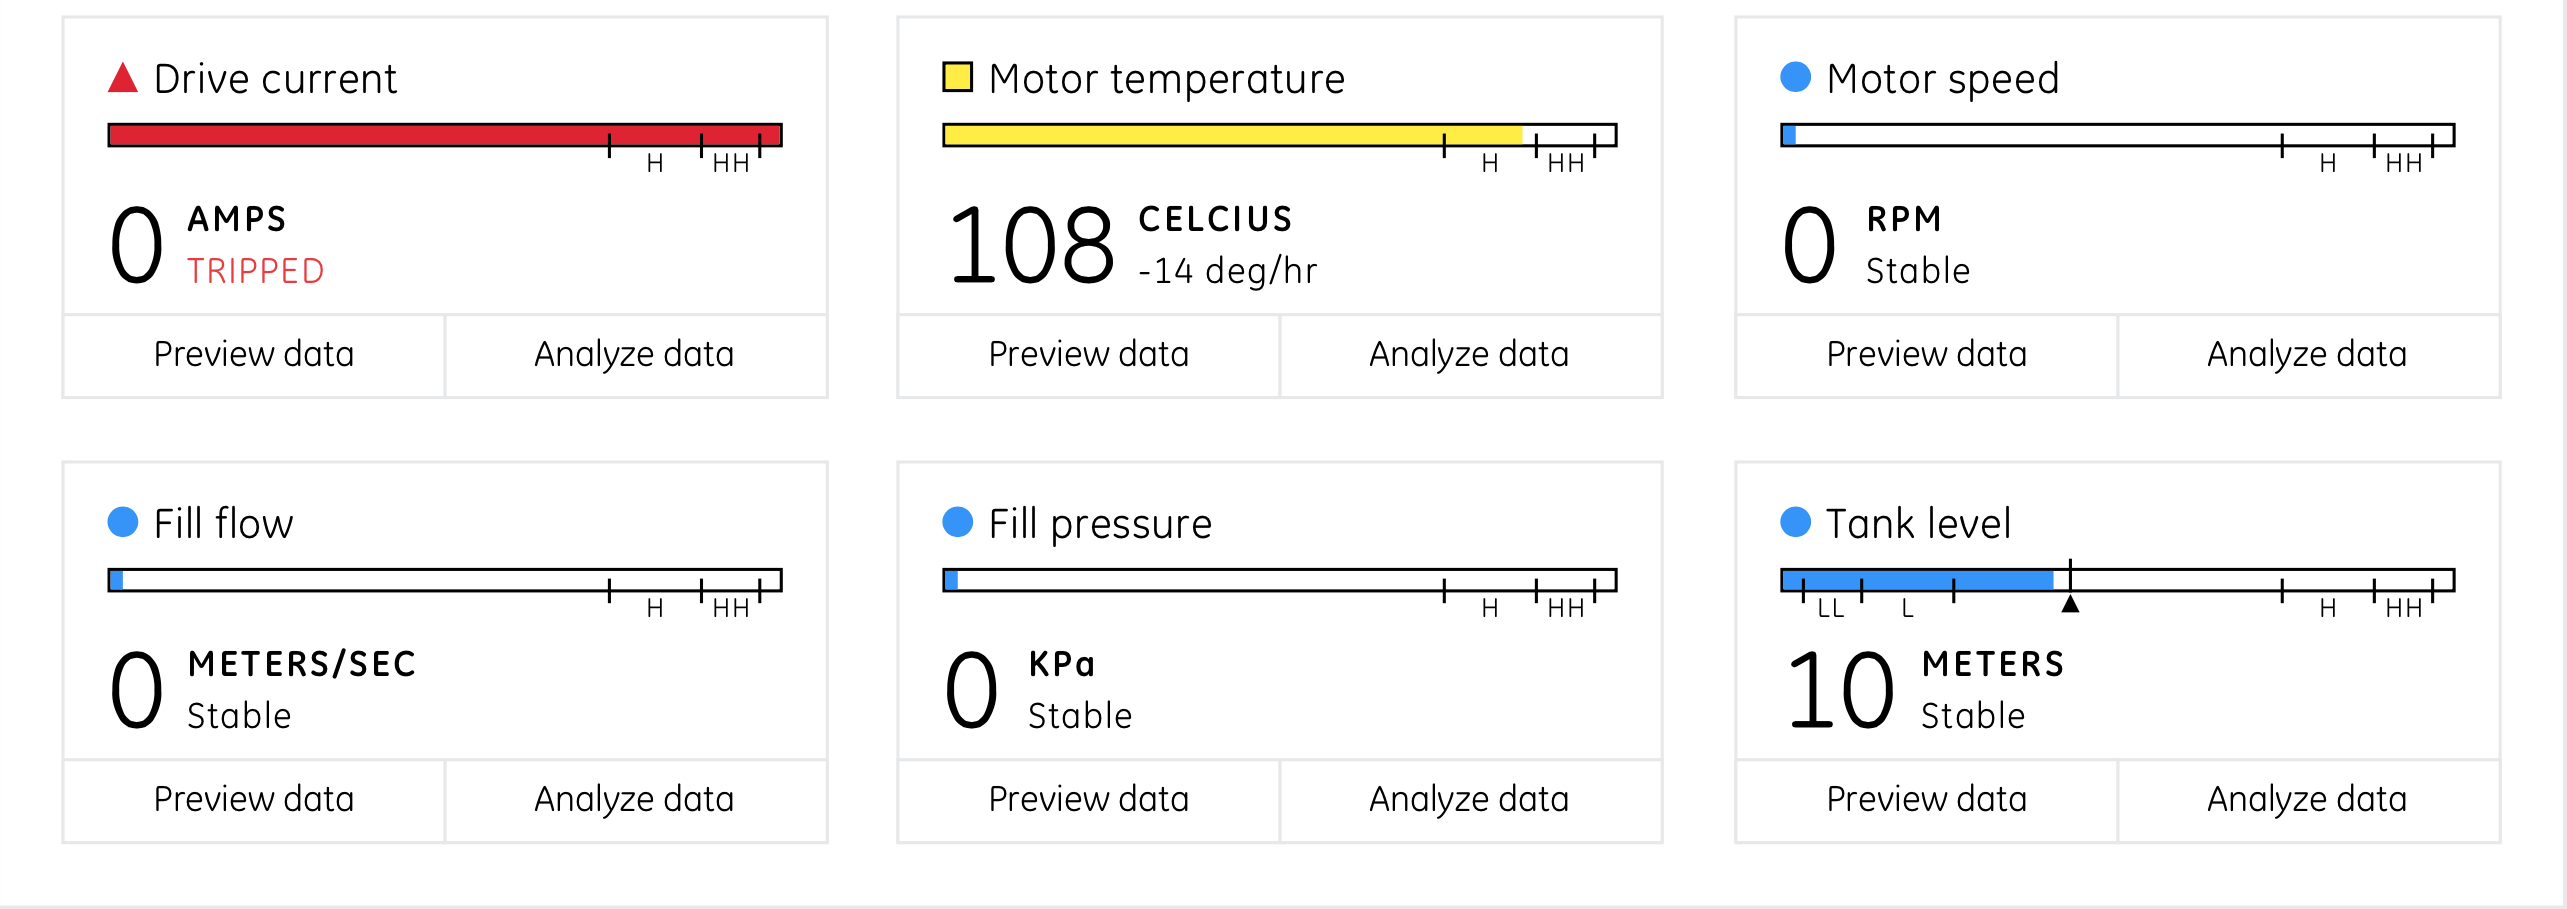 Drive current
H HH
0 AMPS
TRIPPED
Preview data Analyze data
Motor temperature
H HH
108 CELCIUS
-14 deg/hr
Preview data Analyze data
Motor speed
H HH
0 RPM
Stable
Preview data Analyze data
Fill flow
H HH
0 METERS/SEC
Stable
Preview data Analyze data
Fill pressure
H HH
0 KPa
Stable
Preview data Analyze data
Tank level
LL L H HH
10 METERS
Stable
Preview data Analyze data